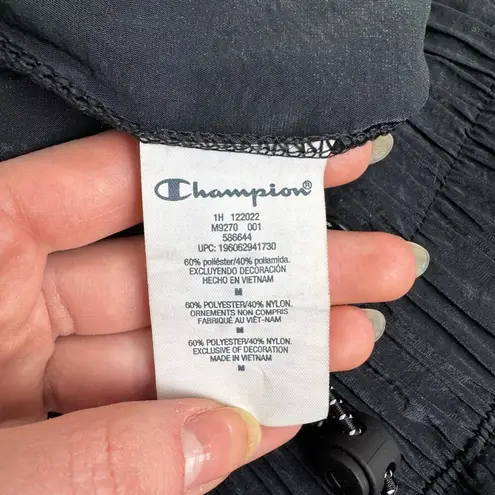 Champion®
1H 122022
M9270 001
586644
UPC: 196062941730
60% poliéster/40% poliamida.
EXCLUYENDO DECORACIÓN
HECHO EN VIETNAM
M
60% POLYESTER/40% NYLON.
ORNEMENTS NON COMPRIS
FABRIQUÉ AU VIÊT-NAM
M
60% POLYESTER/40% NYLON.
EXCLUSIVE OF DECORATION
MADE IN VIETNAM
M